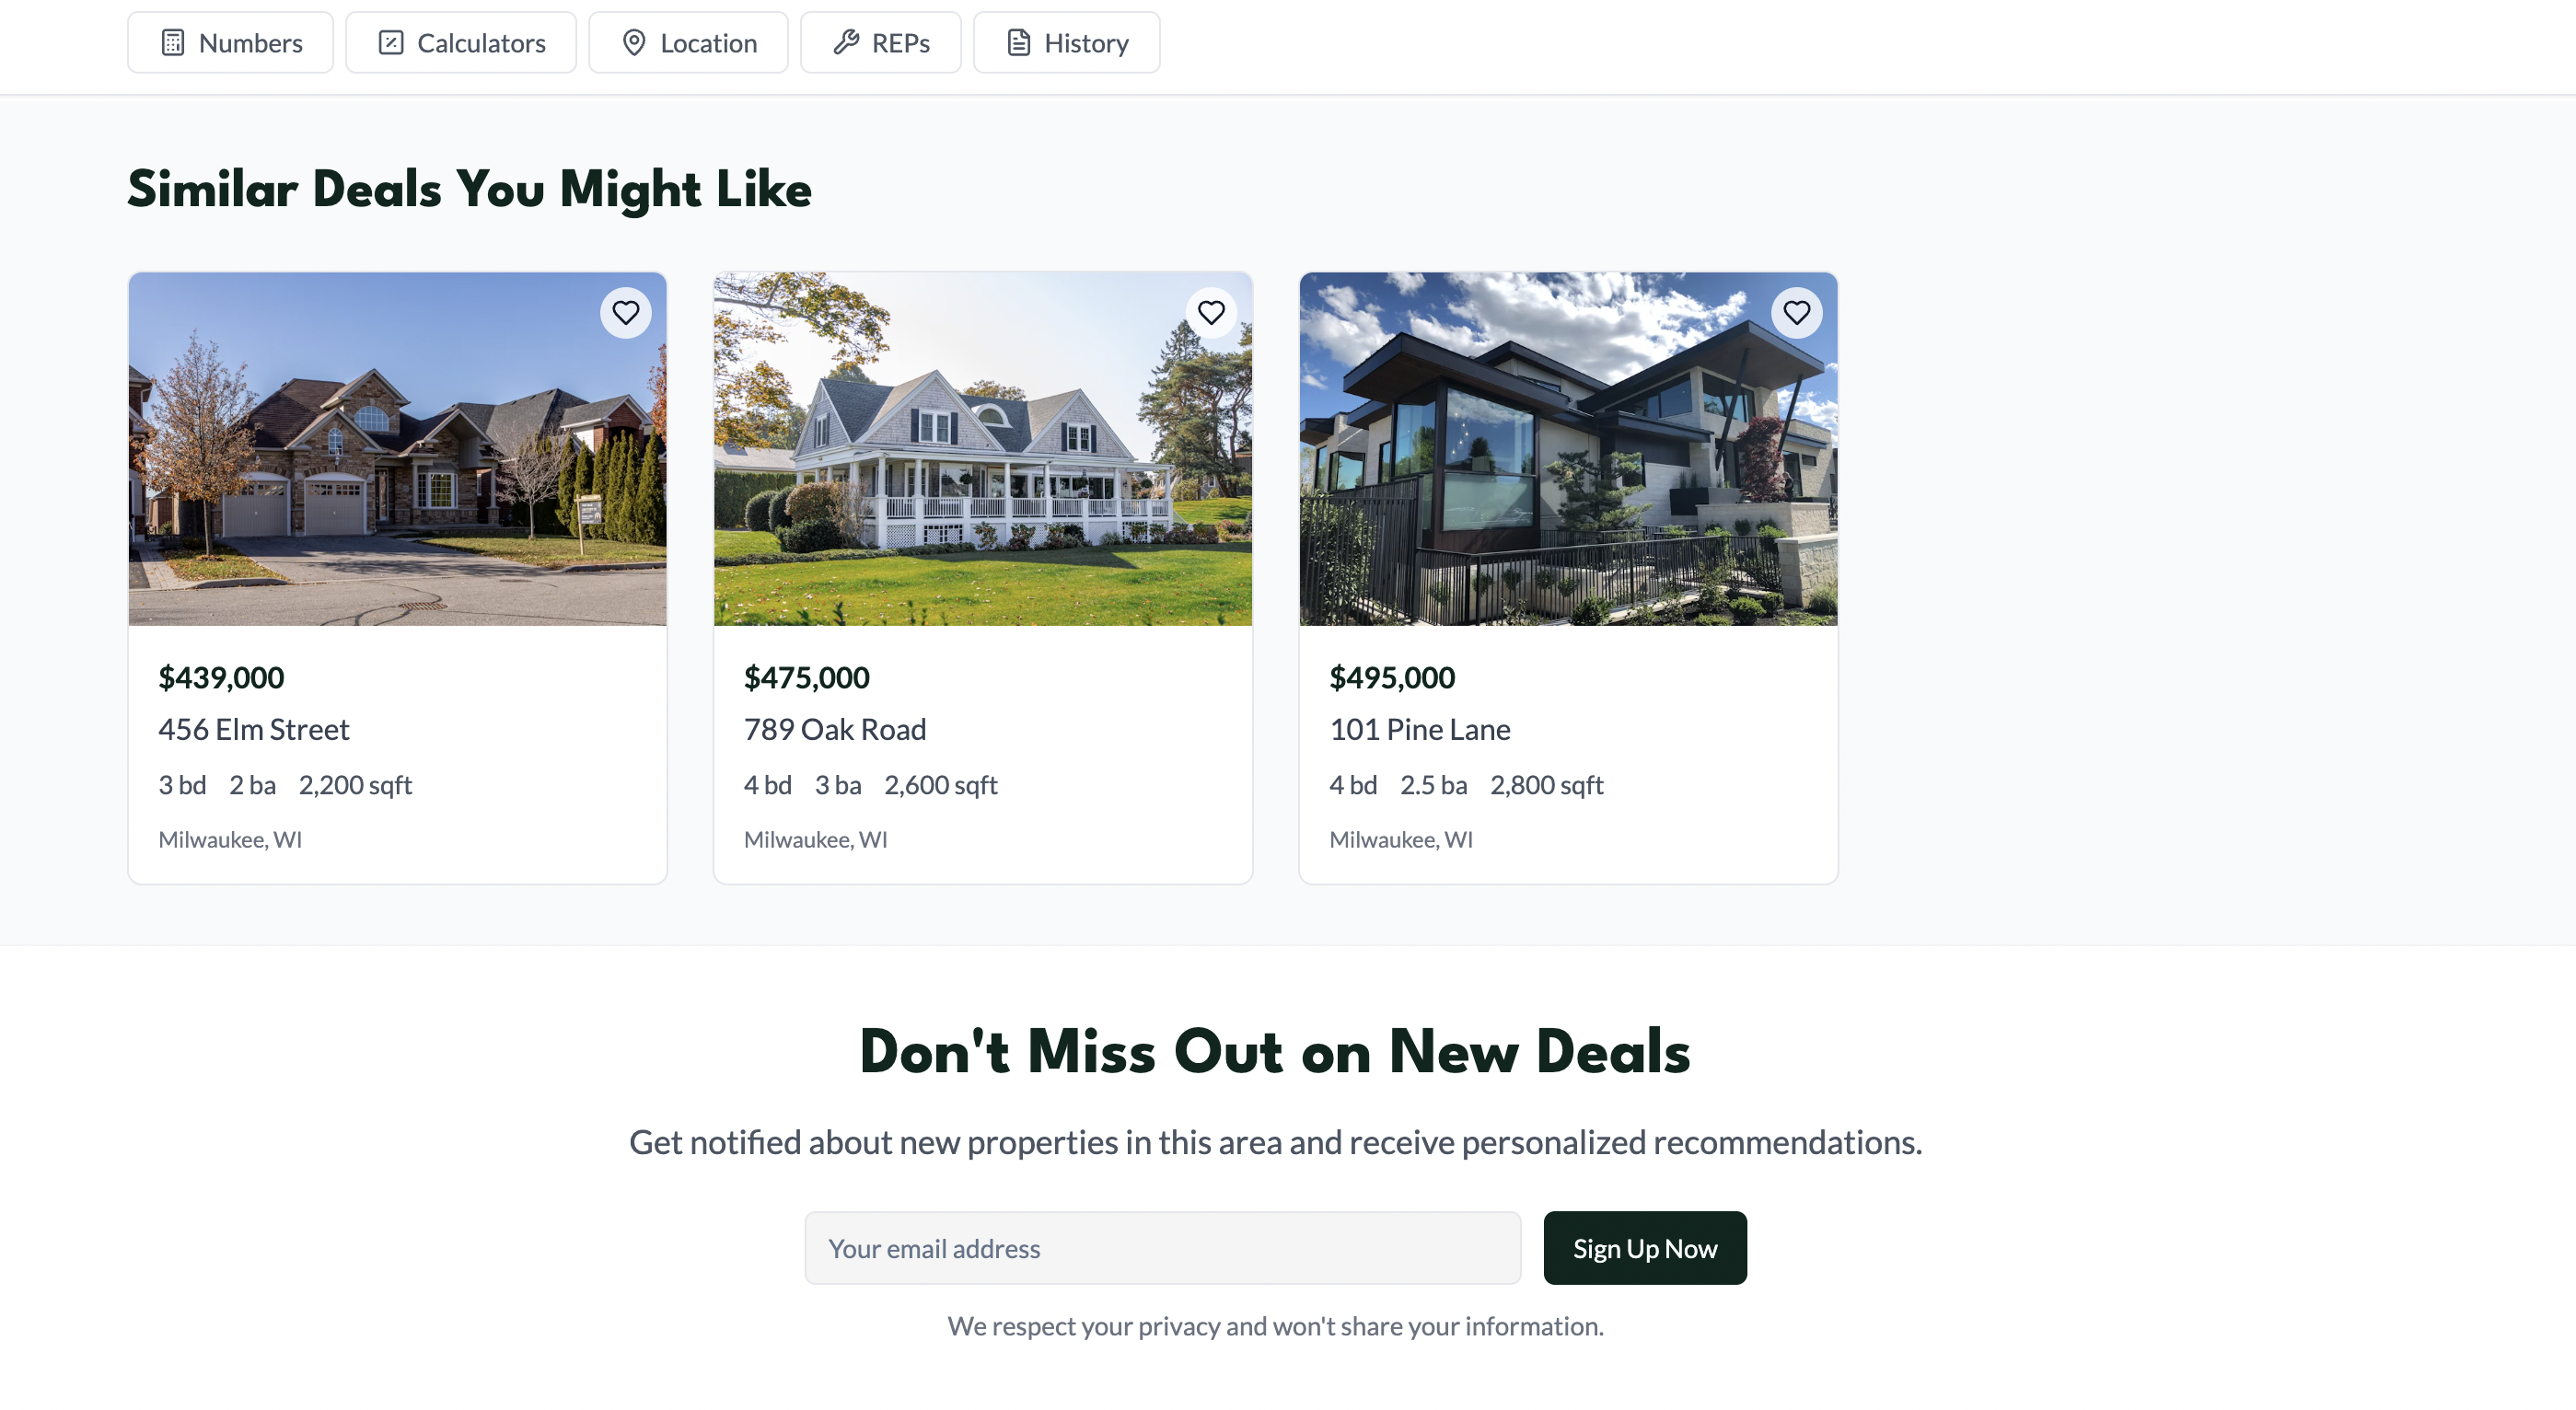 Numbers
Calculators
Location
REPs
History
Similar Deals You Might Like
$439,000
456 Elm Street
3 bd 2 ba 2,200 sqft
Milwaukee, WI
$475,000
789 Oak Road
4 bd 3 ba 2,600 sqft
Milwaukee, WI
$495,000
101 Pine Lane
4 bd 2.5 ba 2,800 sqft
Milwaukee, WI
Don't Miss Out on New Deals
Get notified about new properties in this area and receive personalized recommendations.
Your email address
Sign Up Now
We respect your privacy and won't share your information.